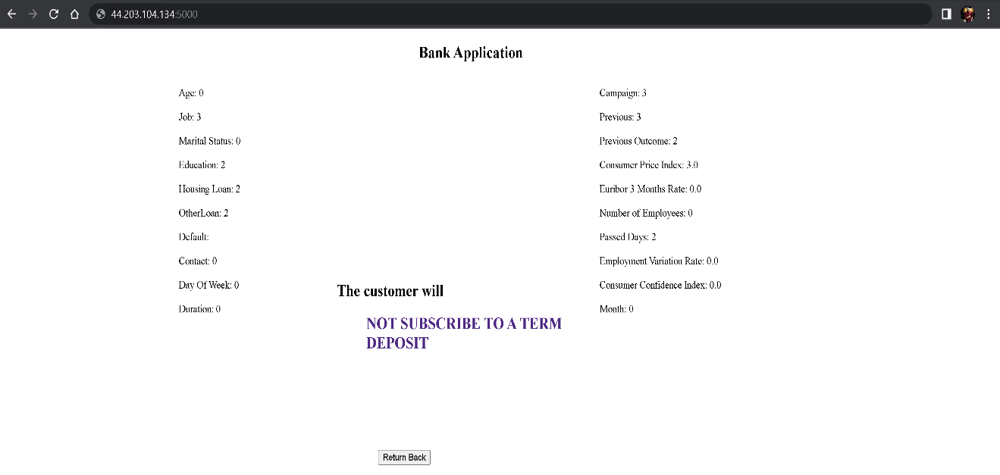 44.203.104.134:5000
Bank Application
Age: 0
Job: 3
Marital Status: 0
Education: 2
Housing Loan: 2
OtherLoan: 2
Default:
Contact: 0
Day Of Week: 0
Duration: 0
Campaign: 3
Previous: 3
Previous Outcome: 2
Consumer Price Index: 3.0
Euribor 3 Months Rate: 0.0
Number of Employees: 0
Passed Days: 2
Employment Variation Rate: 0.0
Consumer Confidence Index: 0.0
Month: 0
The customer will
NOT SUBSCRIBE TO A TERM
DEPOSIT
Return Back